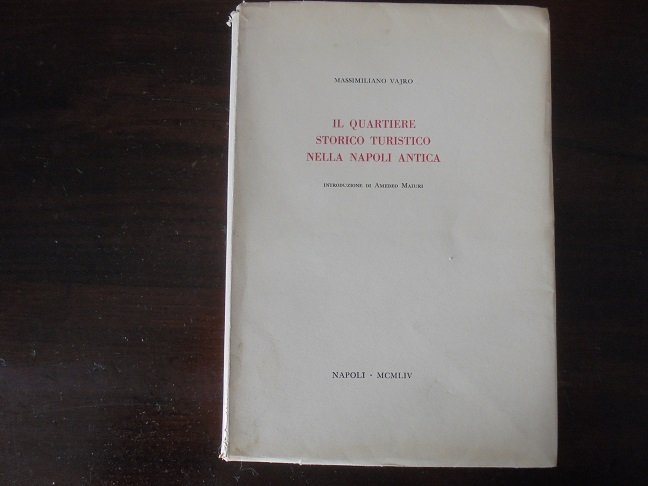 MASSIMILIANO VAJRO
IL QUARTIERE
STORICO TURISTICO
NELLA NAPOLI ANTICA
INTRODUZIONE DI AMEDEO MAIURI
NAPOLI · MCMLIV